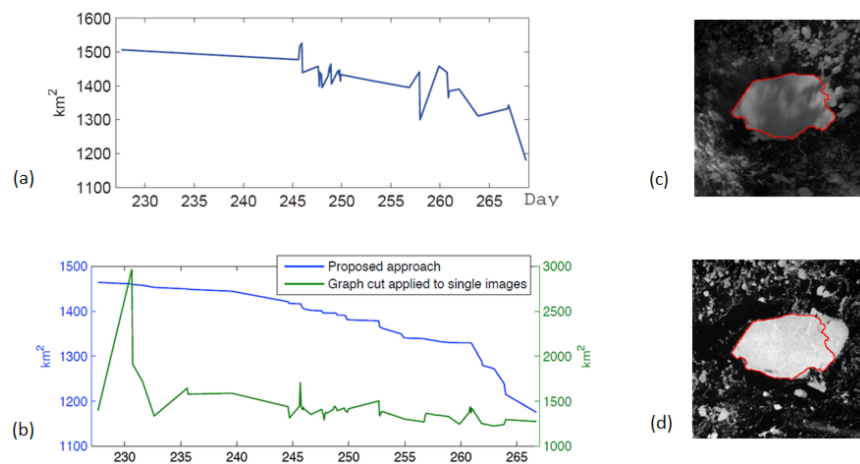 1600
1500
1400
1300
1200
1100
km²
230 235 240 245 250 255 260 265 Day
(a)
(c)
Proposed approach
Graph cut applied to single images
1500
1400
1300
1200
1100
km²
3000
2500
2000
1500
1000
km²
230 235 240 245 250 255 260 265
(b)
(d)